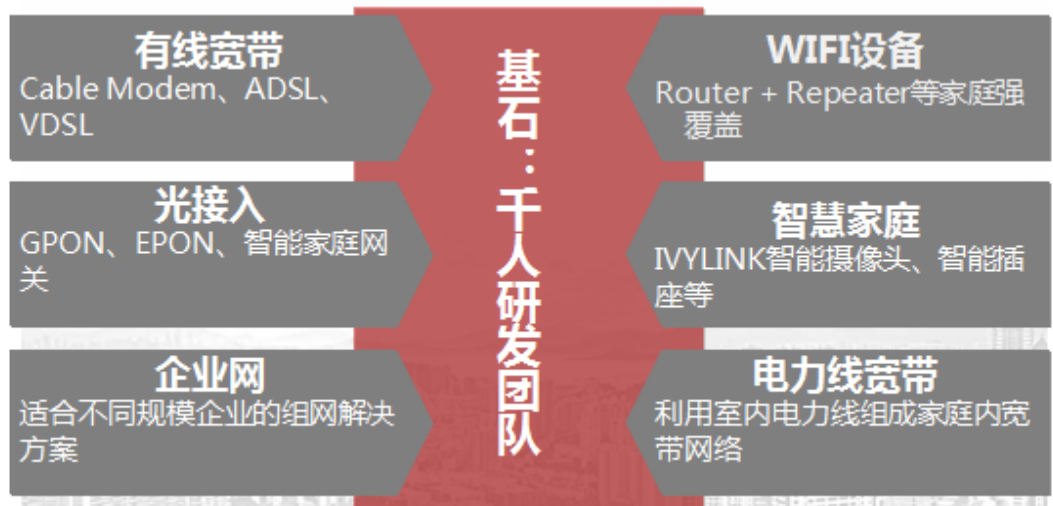 有线宽带
Cable Modem、ADSL、
VDSL
光接入
GPON、EPON、智能家庭网
关
企业网
适合不同规模企业的组网解决
方案
基石：千人研发团队
WIFI设备
Router + Repeater等家庭强
覆盖
智慧家庭
IVYLINK智能摄像头、智能插
座等
电力线宽带
利用室内电力线组成家庭内宽
带网络